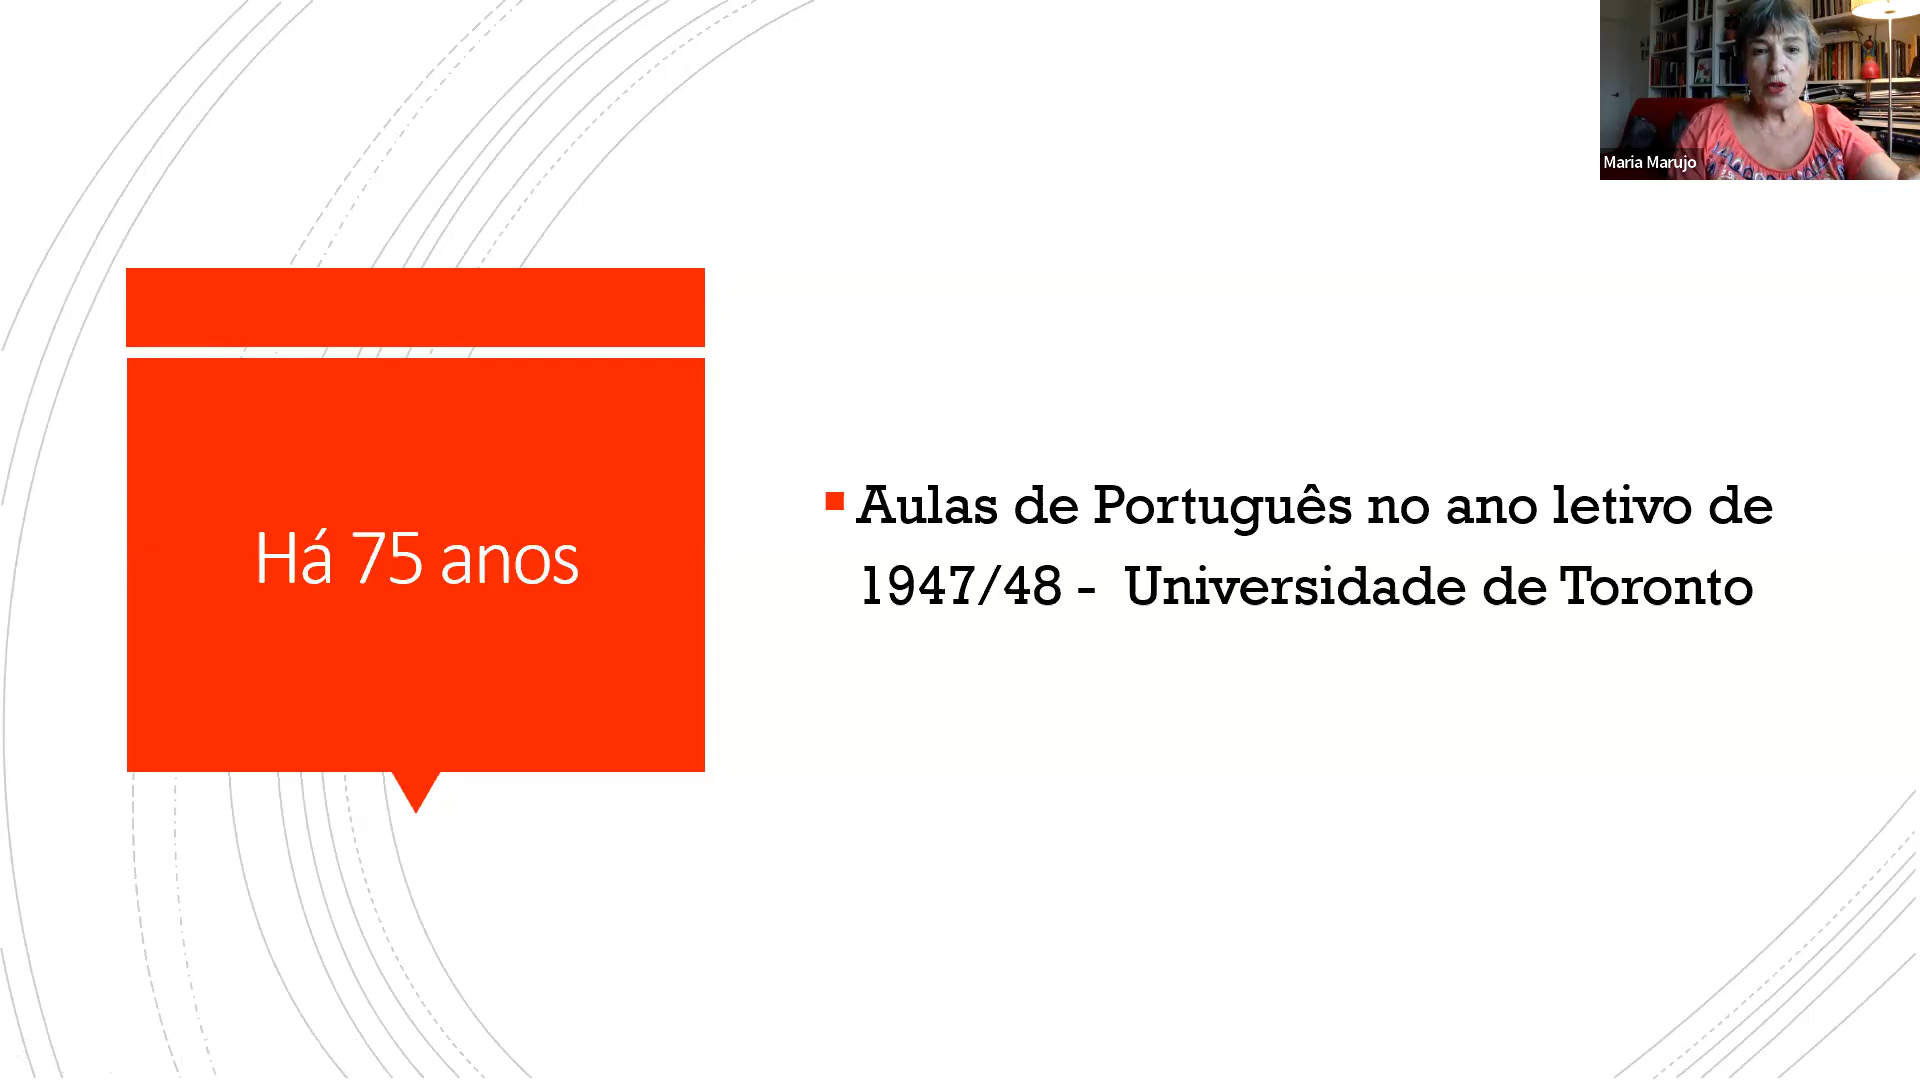 Maria Marujo
Há 75 anos
Aulas de Português no ano letivo de
1947/48 - Universidade de Toronto